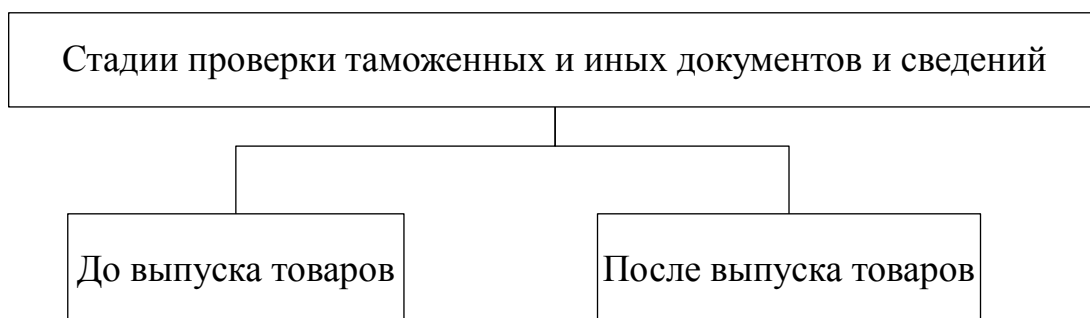 Стадии проверки таможенных и иных документов и сведений
До выпуска товаров
После выпуска товаров